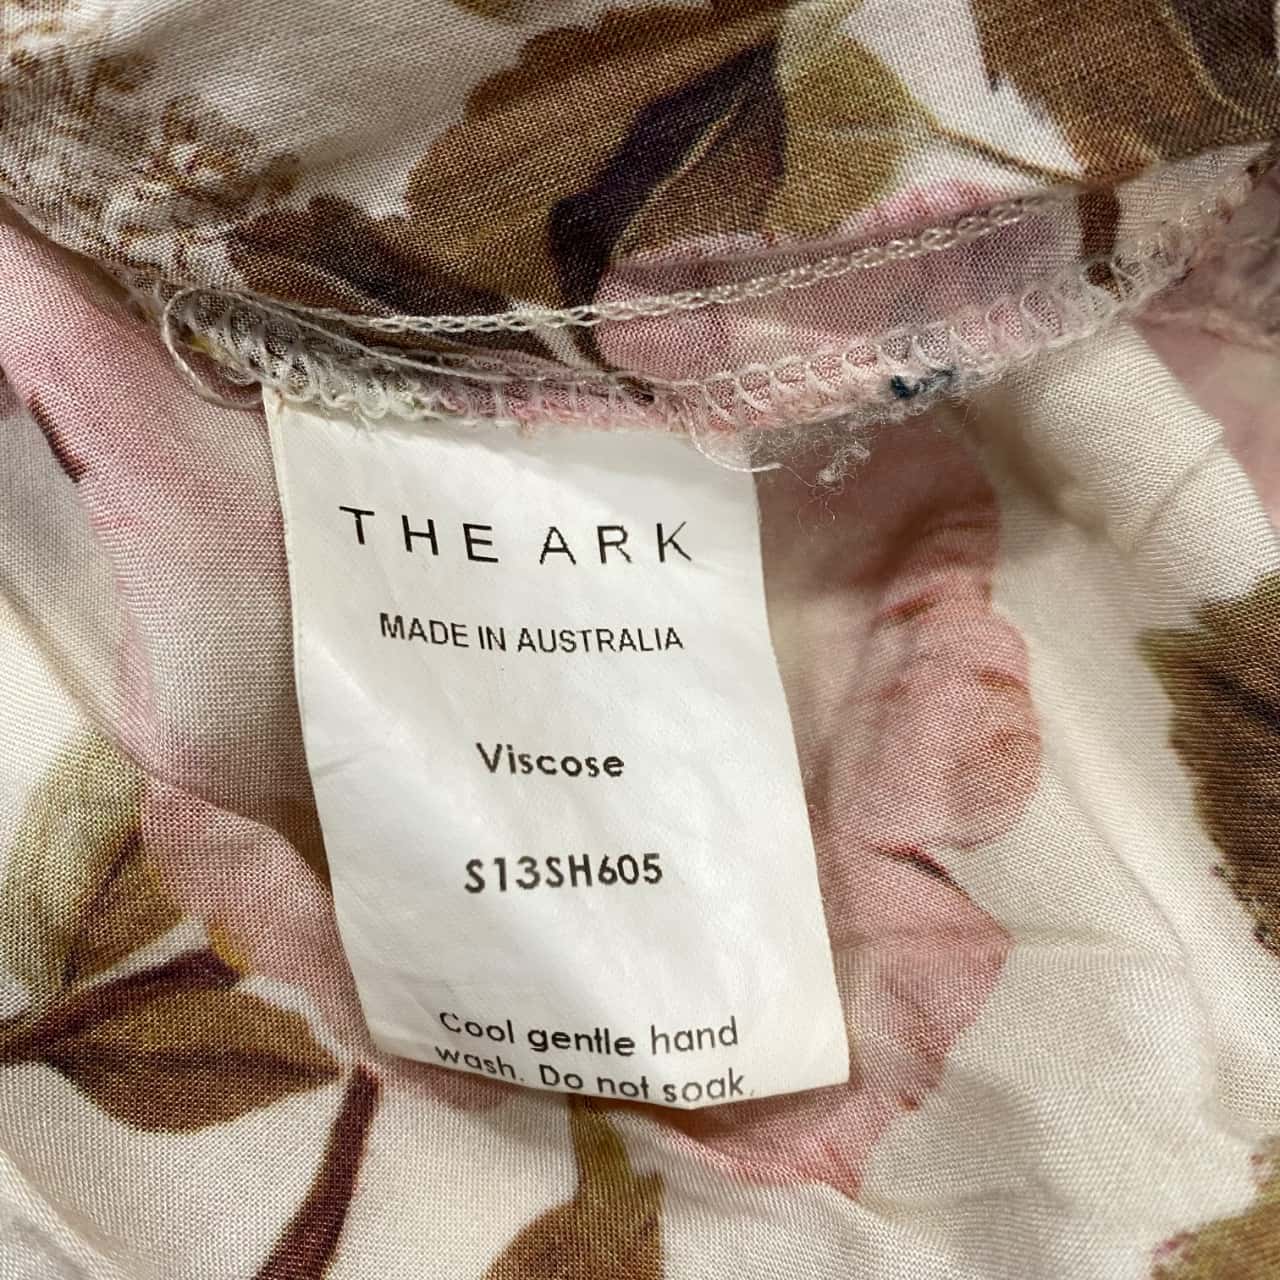 THE ARK
MADE IN AUSTRALIA
Viscose
S13SH605
Cool gentle hand
wash. Do not soak.